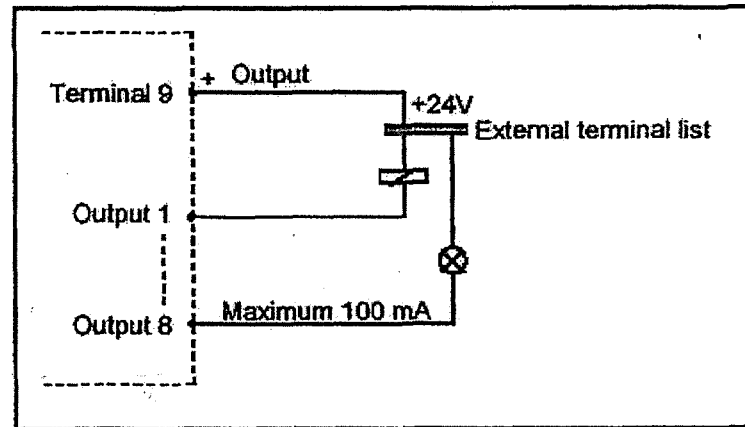 + Output
Terminal 9
+24V
External terminal list
Output 1
Maximum 100 mA
Output 8